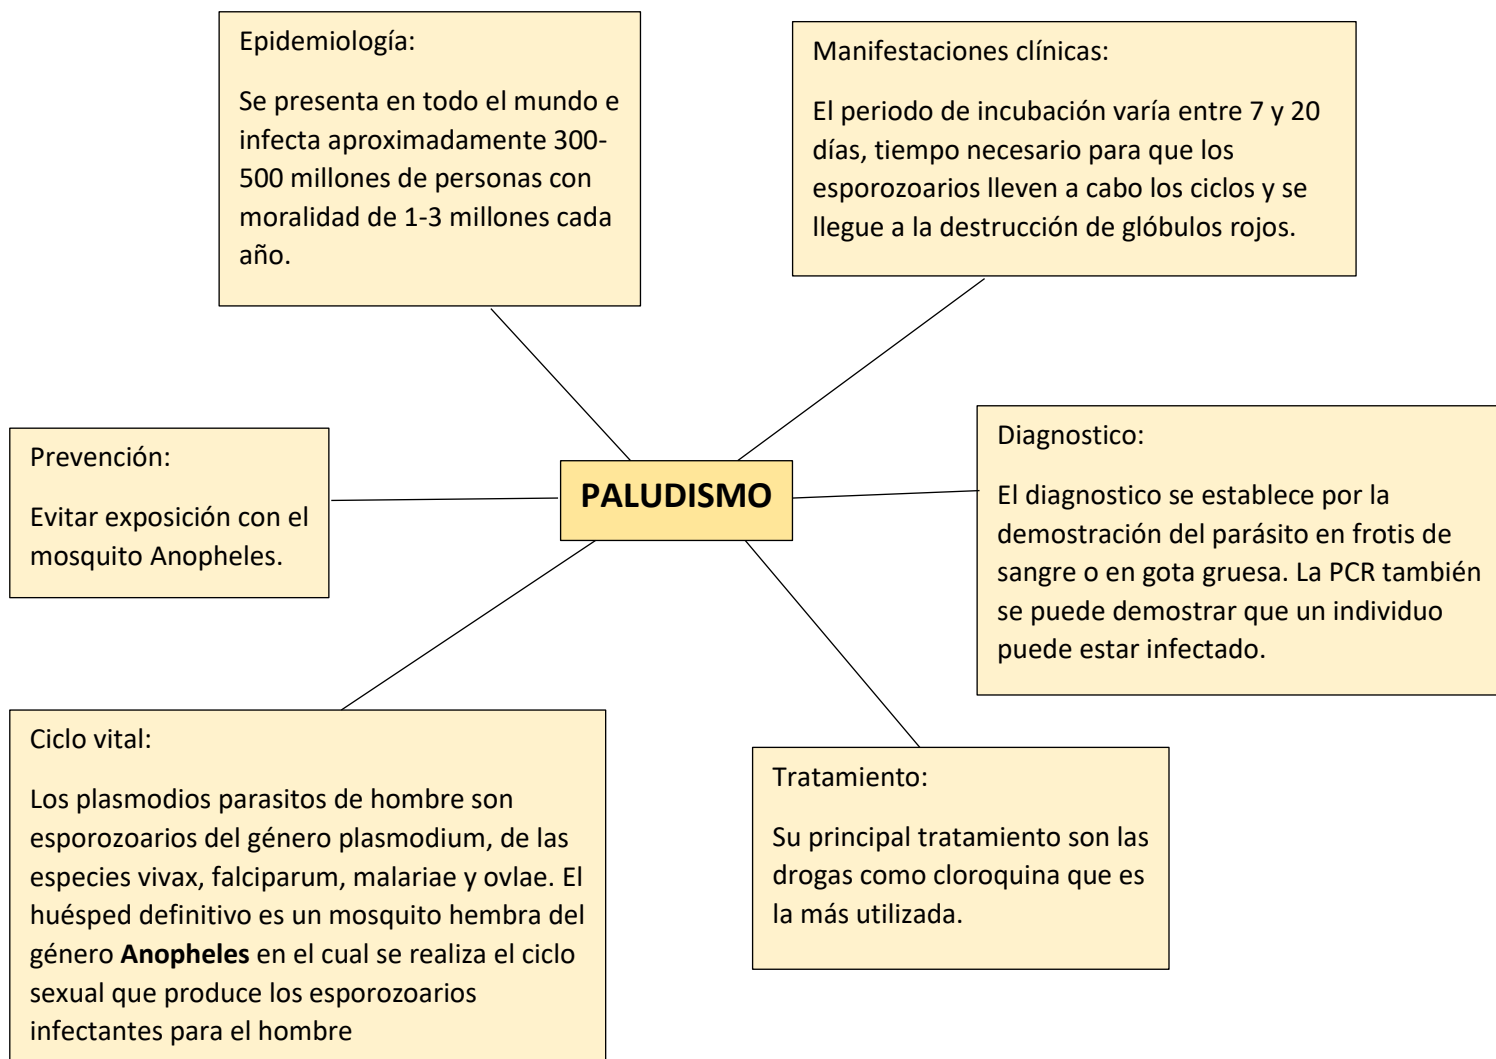 Epidemiología:
Se presenta en todo el mundo e
infecta aproximadamente 300-
500 millones de personas con
moralidad de 1-3 millones cada
año.
Manifestaciones clínicas:
El periodo de incubación varía entre 7 y 20
días, tiempo necesario para que los
esporozoarios lleven a cabo los ciclos y se
llegue a la destrucción de glóbulos rojos.
Prevención:
Evitar exposición con el
mosquito Anopheles.
PALUDISMO
Diagnostico:
El diagnostico se establece por la
demostración del parásito en frotis de
sangre o en gota gruesa. La PCR también
se puede demostrar que un individuo
puede estar infectado.
Ciclo vital:
Los plasmodios parasitos de hombre son
esporozoarios del género plasmodium, de las
especies vivax, falciparum, malariae y ovlae. El
huésped definitivo es un mosquito hembra del
género Anopheles en el cual se realiza el ciclo
sexual que produce los esporozoarios
infectantes para el hombre
Tratamiento:
Su principal tratamiento son las
drogas como cloroquina que es
la más utilizada.